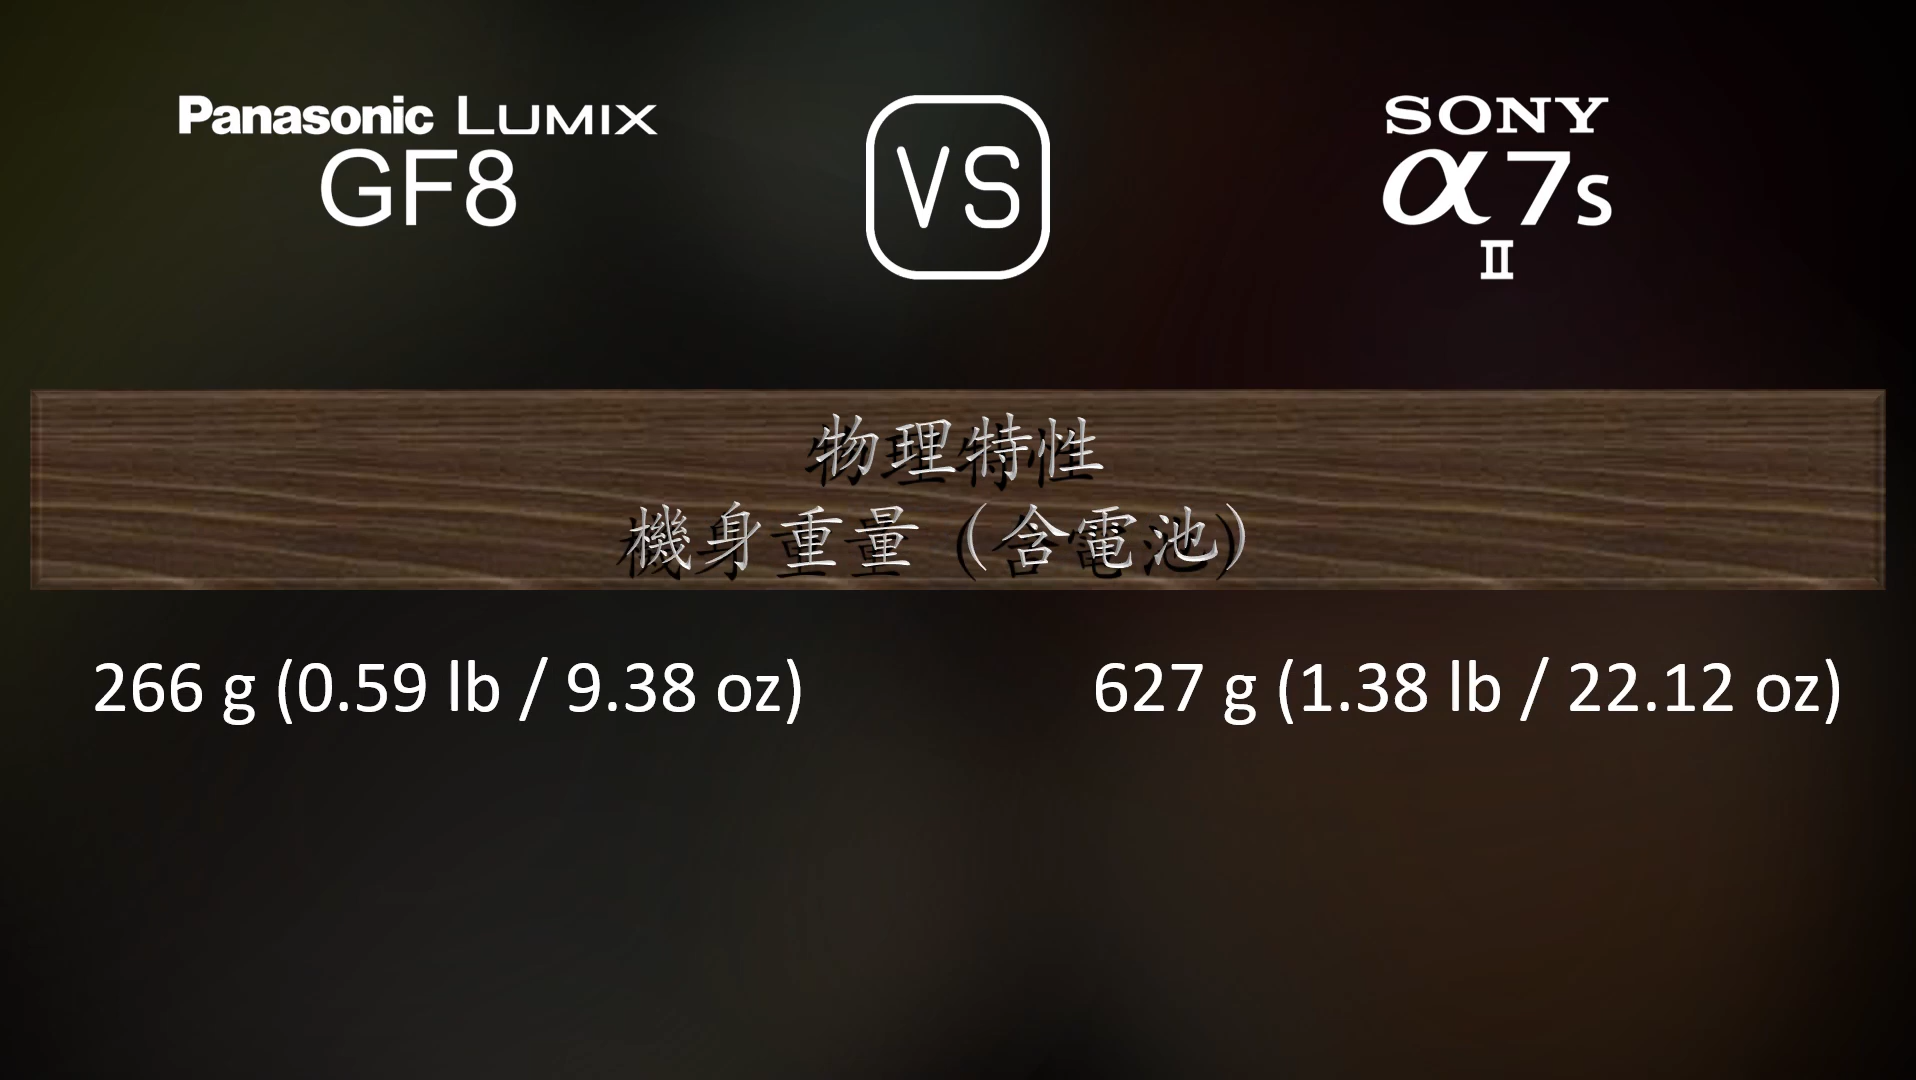 Panasonic LUMIX
GF8
VS
SONY
α7s
II
物理特性
機身重量（含電池）
266 g (0.59 lb / 9.38 oz)
627 g (1.38 lb / 22.12 oz)